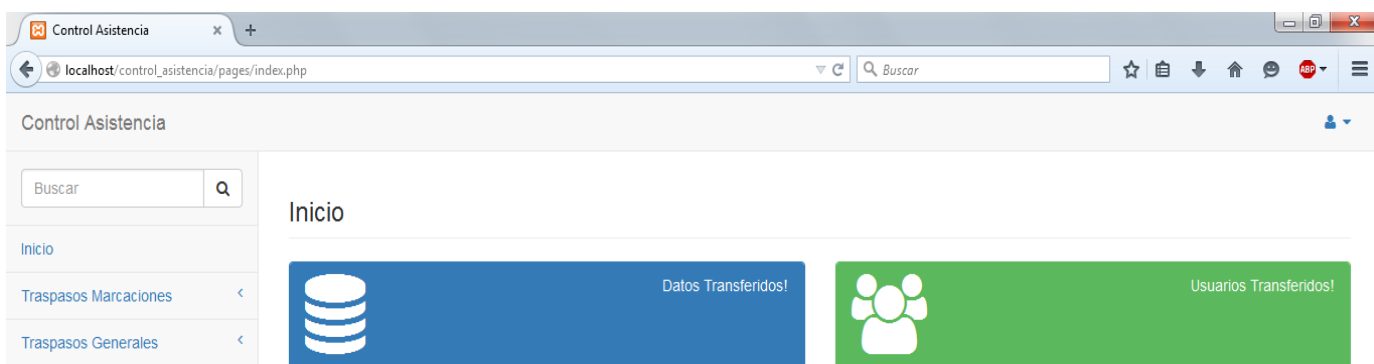 Control Asistencia
localhost/control_asistencia/pages/index.php
Buscar
ABP
Control Asistencia
Buscar
Inicio
Inicio
Traspasos Marcaciones
Traspasos Generales
Datos Transferidos!
Usuarios Transferidos!